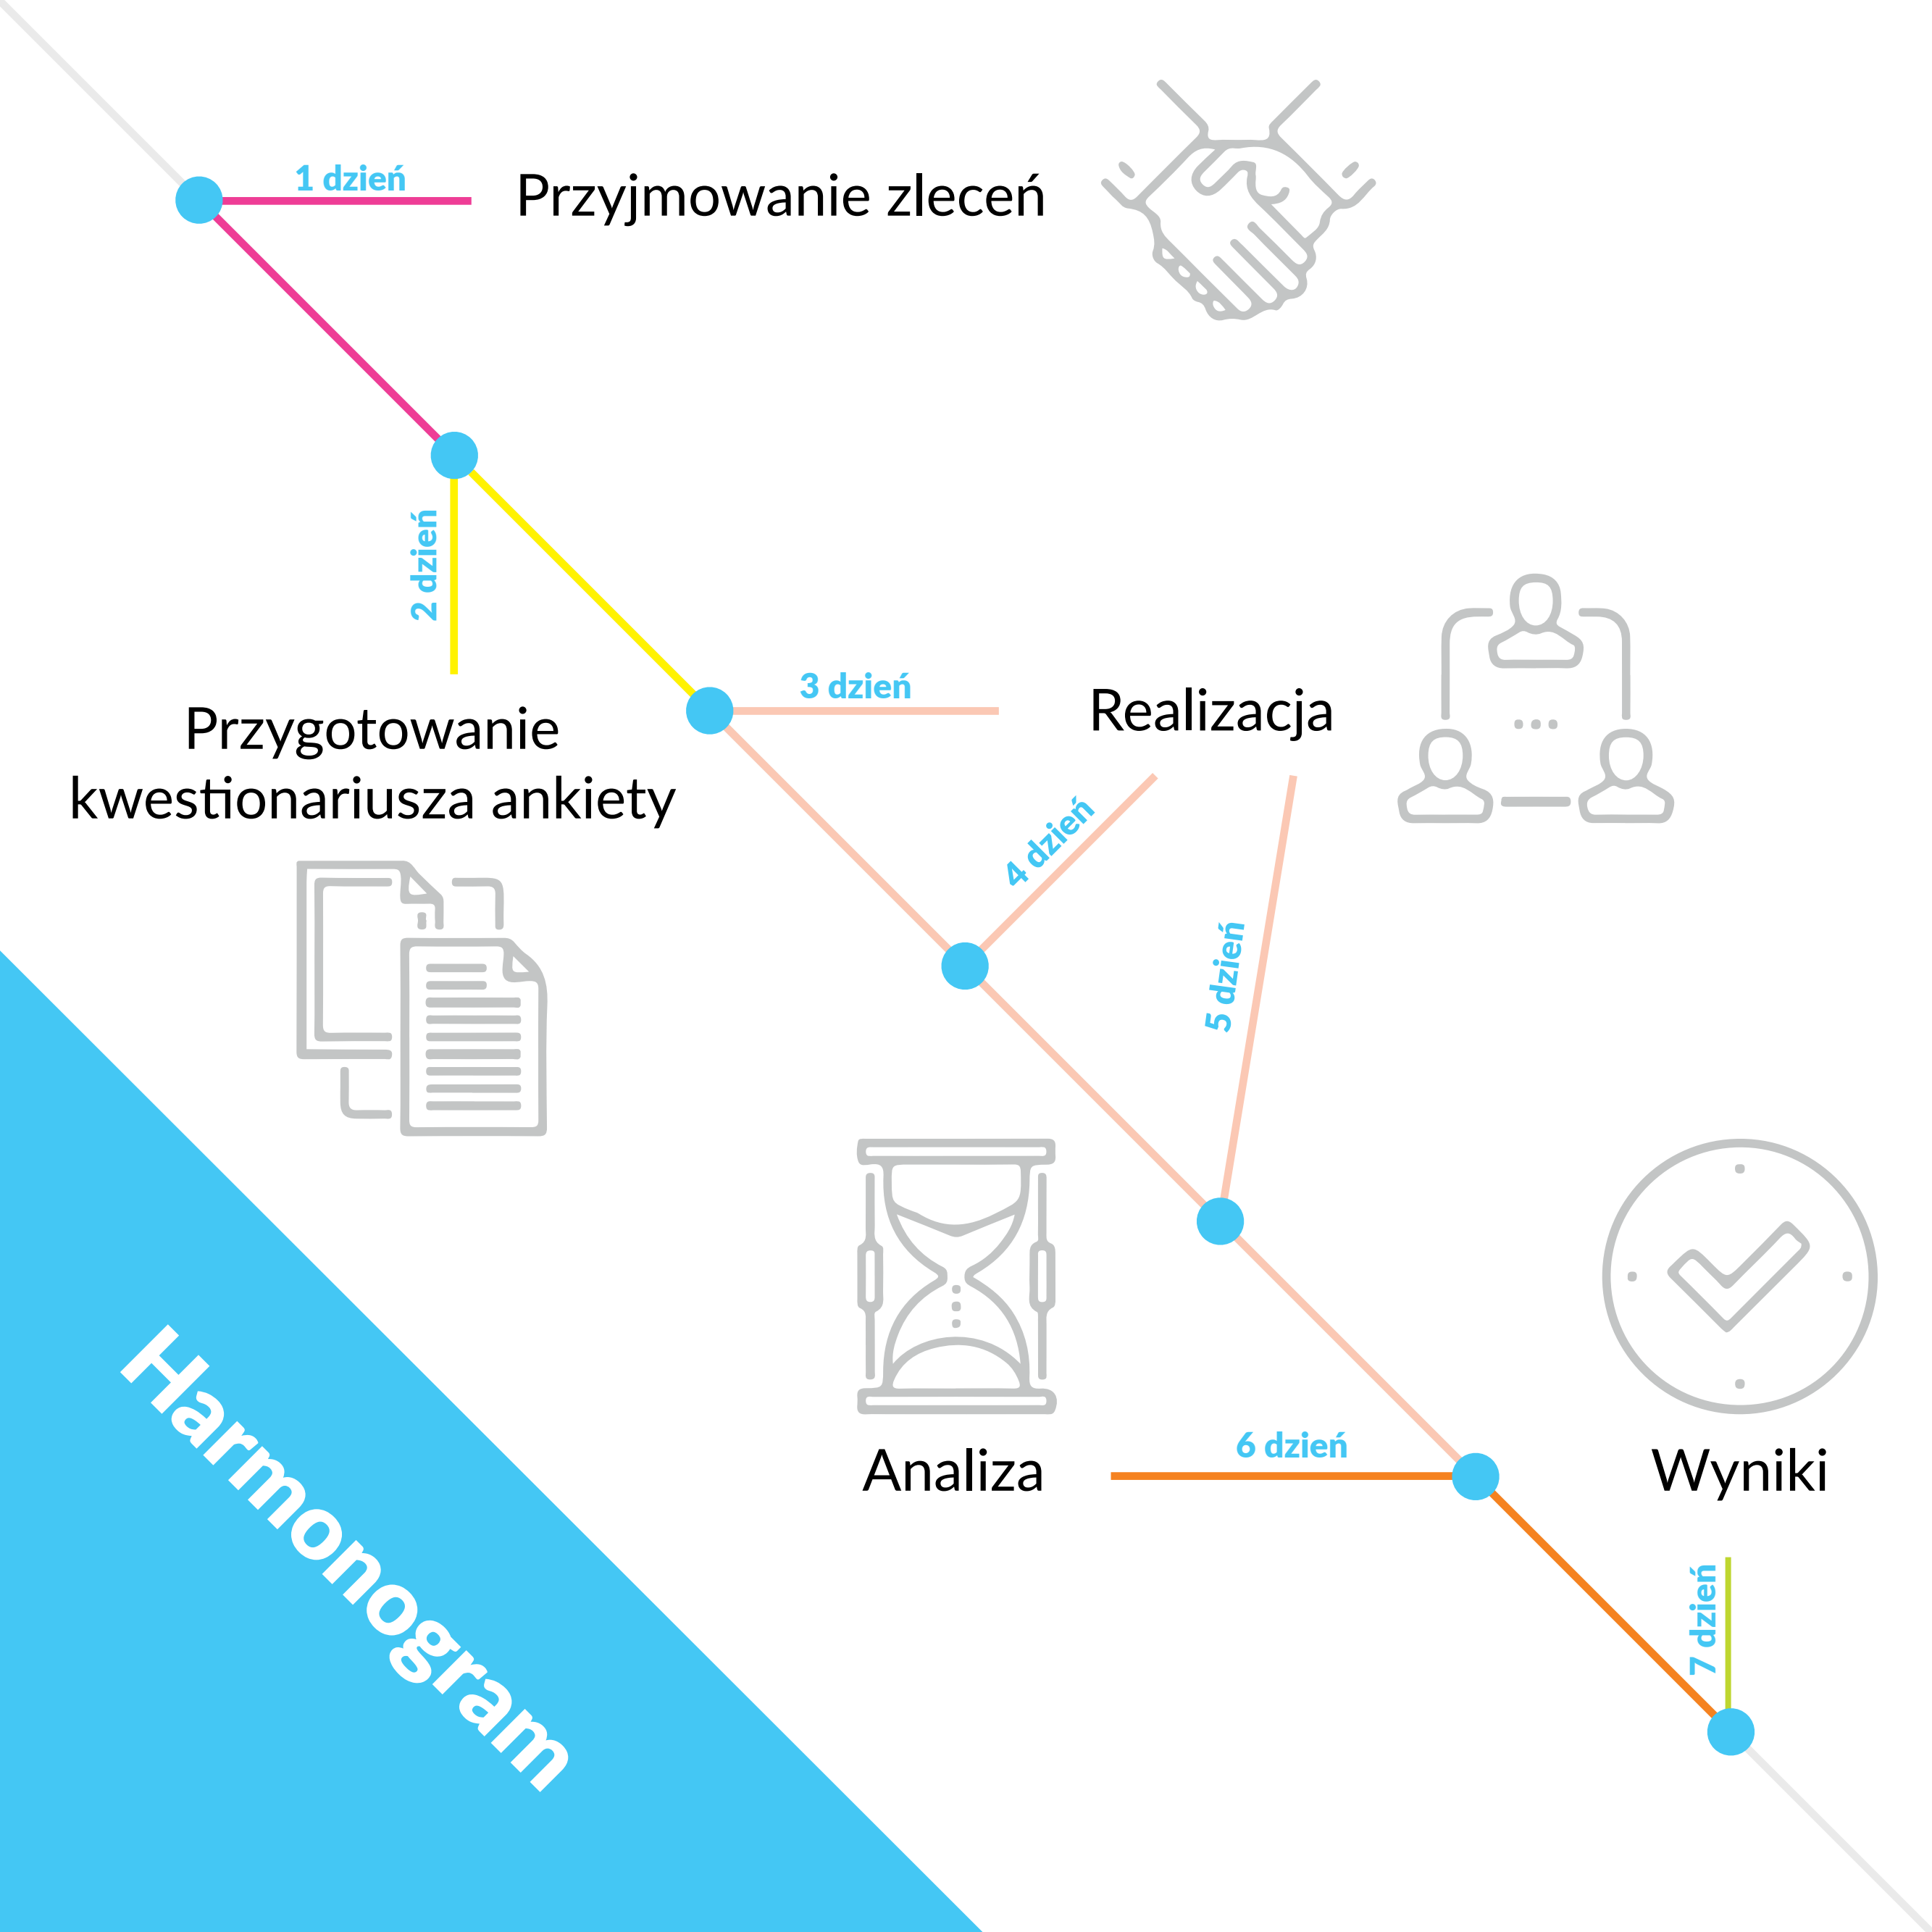 1 dzień
Przyjmowanie zleceń
2 dzień
Przygotowanie
kwestionariusza ankiety
3 dzień
Realizacja
4 dzień
5 dzień
6 dzień
Analiza
Wyniki
7 dzień
Harmonogram